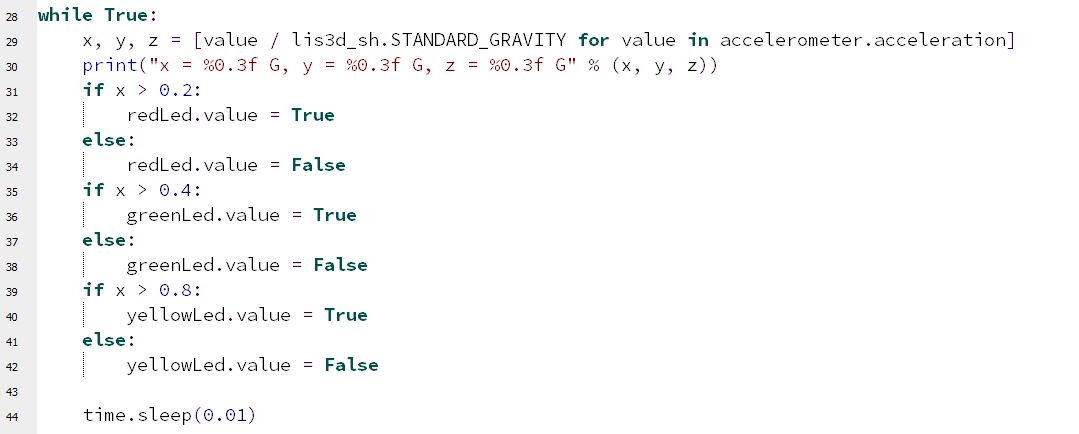 28 while True:
29     x, y, z = [value / lis3d_sh.STANDARD_GRAVITY for value in accelerometer.acceleration]
30     print("x = %0.3f G, y = %0.3f G, z = %0.3f G" % (x, y, z))
31     if x > 0.2:
32         redLed.value = True
33     else:
34         redLed.value = False
35     if x > 0.4:
36         greenLed.value = True
37     else:
38         greenLed.value = False
39     if x > 0.8:
40         yellowLed.value = True
41     else:
42         yellowLed.value = False
43
44     time.sleep(0.01)